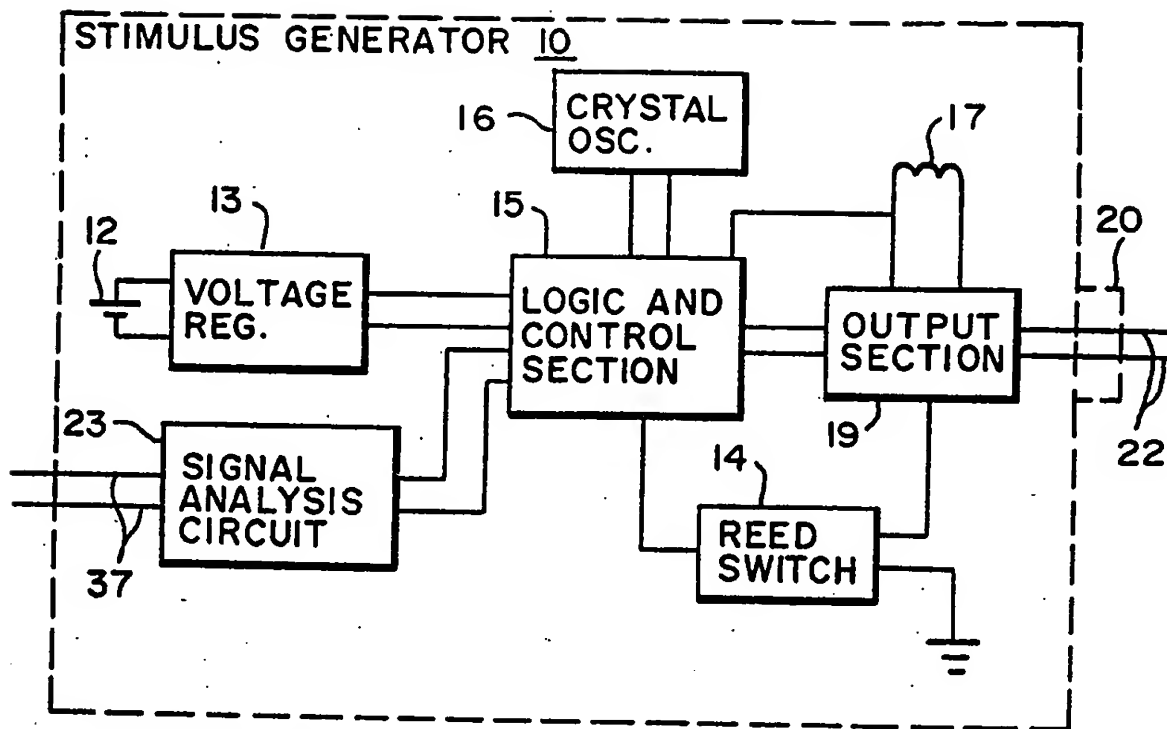 STIMULUS GENERATOR 10
16
CRYSTAL
OSC.
17
13
15
20
12
VOLTAGE
REG.
LOGIC AND
CONTROL
SECTION
OUTPUT
SECTION
23
19
22
SIGNAL
ANALYSIS
CIRCUIT
14
REED
SWITCH
37